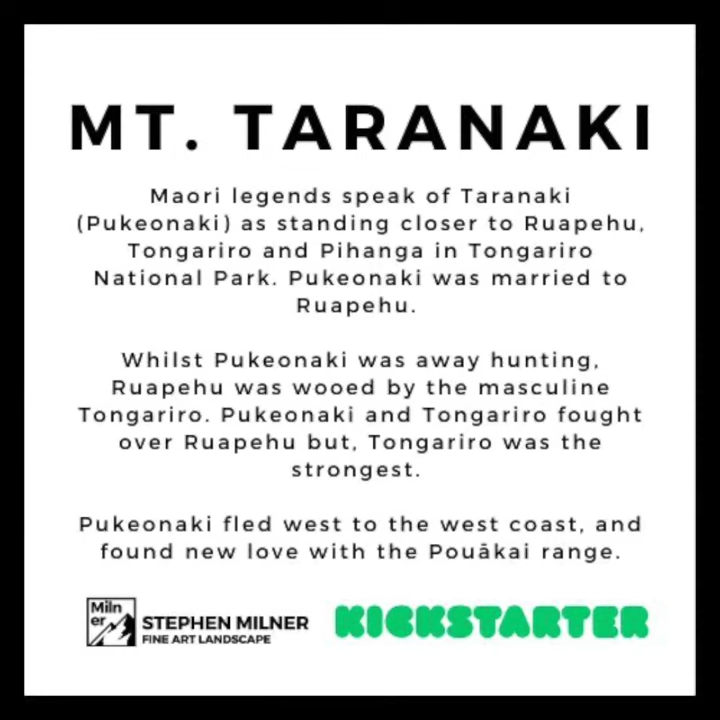 MT. TARANAKI
Maori legends speak of Taranaki
(Pukeonaki) as standing closer to Ruapehu,
Tongariro and Pihanga in Tongariro
National Park. Pukeonaki was married to
Ruapehu.
Whilst Pukeonaki was away hunting,
Ruapehu was wooed by the masculine
Tongariro. Pukeonaki and Tongariro fought
over Ruapehu but, Tongariro was the
strongest.
Pukeonaki fled west to the west coast, and
found new love with the Pouākai range.
Miln
er
STEPHEN MILNER
FINE ART LANDSCAPE
KICKSTARTER